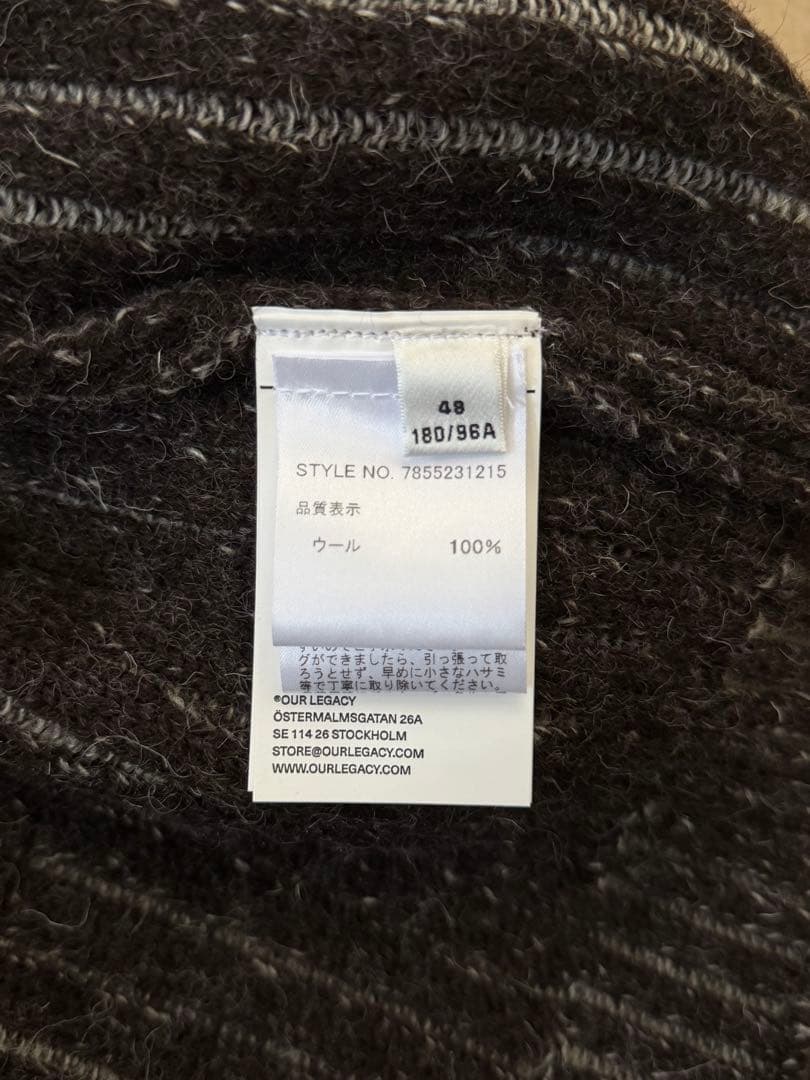 48
180/96A
STYLE NO. 7855231215
品質表示
ウール 100%
グができましたら、引っ張って取
ろうとせず、早めに小さなハサミ
等で丁寧に取り除いてください。
®OUR LEGACY
ÖSTERMALMSGATAN 26A
SE 114 26 STOCKHOLM
STORE@OURLEGACY.COM
WWW.OURLEGACY.COM